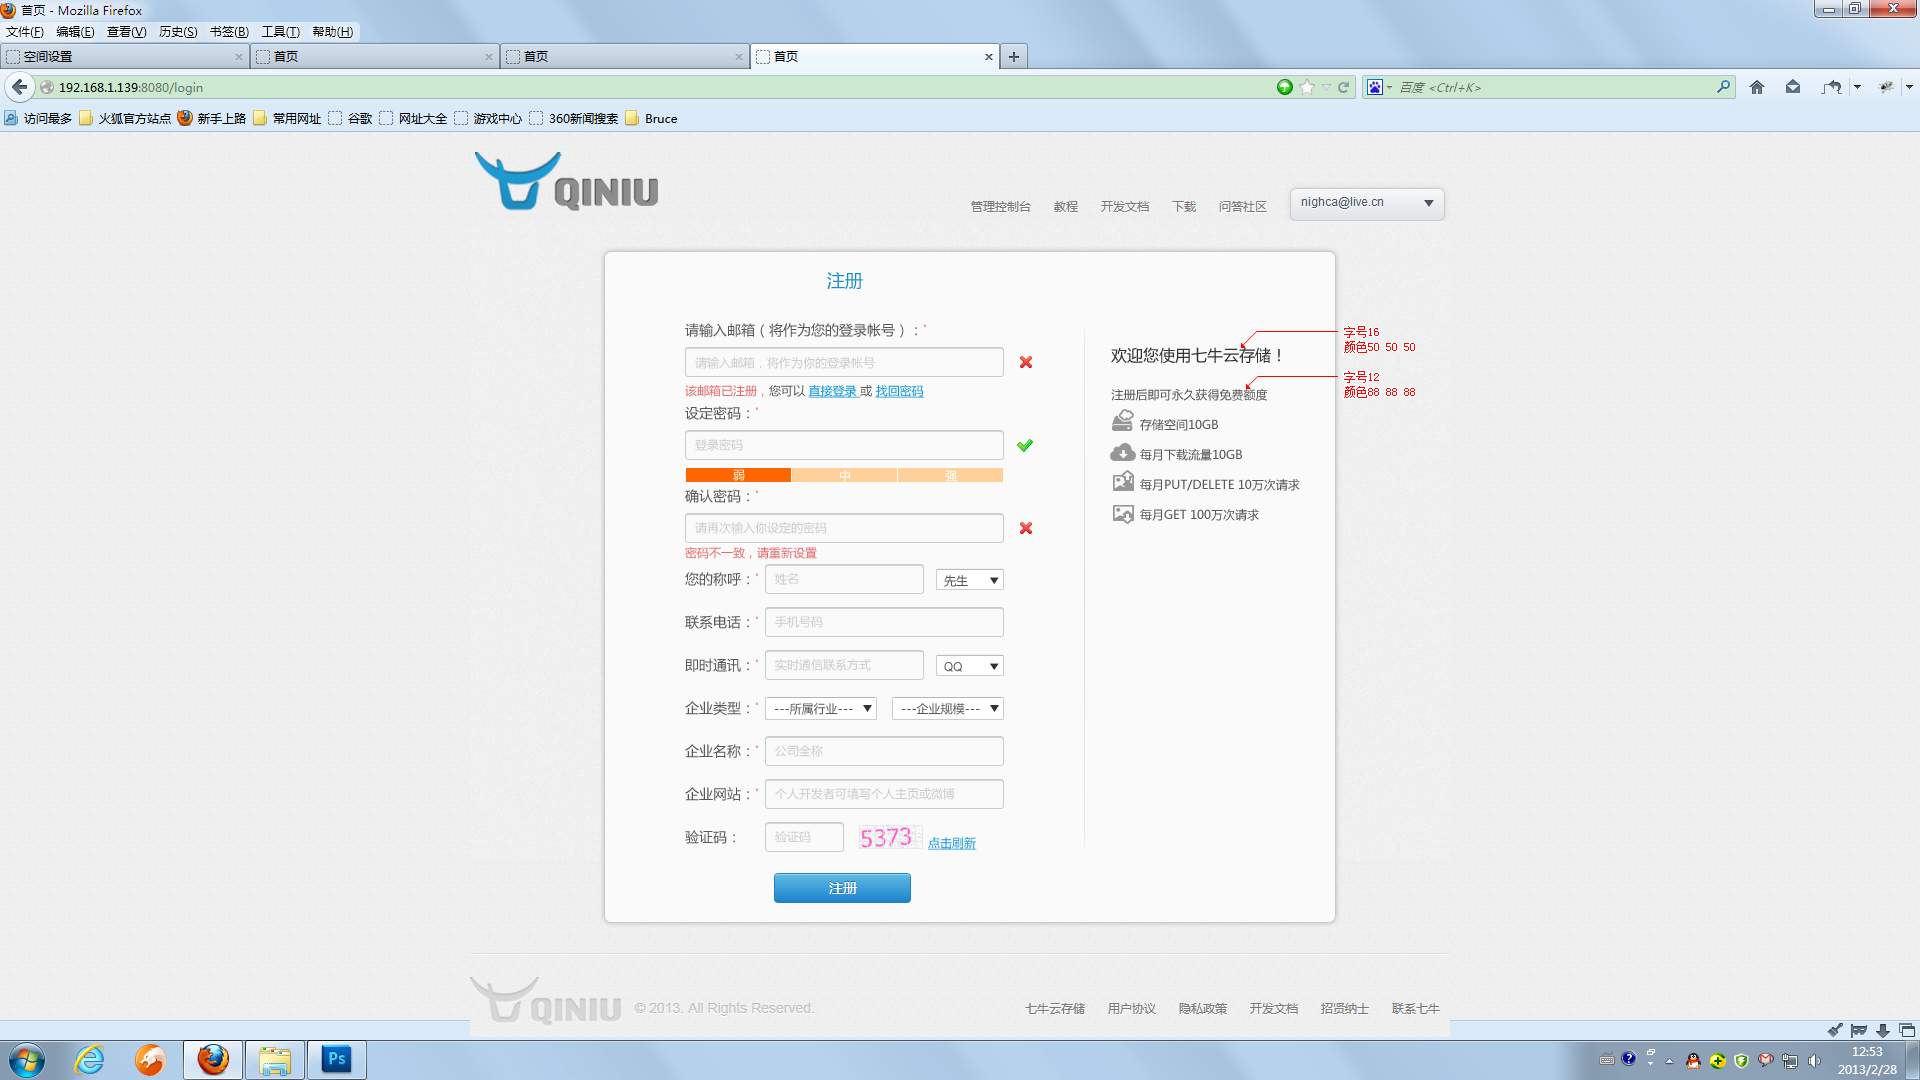 首页 - Mozilla Firefox
文件(F) 编辑(E) 查看(V) 历史(S) 书签(B) 工具(T) 帮助(H)
空间设置 首页 首页 首页
192.168.1.139:8080/login 百度 <Ctrl+K>
访问最多 火狐官方站点 新手上路 常用网址 谷歌 网址大全 游戏中心 360新闻搜索 Bruce
QINIU
管理控制台 教程 开发文档 下载 问答社区 nighca@live.cn
注册
请输入邮箱（将作为您的登录帐号）：*
请输入邮箱，将作为你的登录帐号
该邮箱已注册，您可以 直接登录 或 找回密码
设定密码：*
登录密码
弱 中 强
确认密码：*
请再次输入你设定的密码
密码不一致，请重新设置
您的称呼：* 姓名 先生
联系电话：* 手机号码
即时通讯：* 实时通信联系方式 QQ
企业类型：* ---所属行业--- ---企业规模---
企业名称：* 公司全称
企业网站：* 个人开发者可填写个人主页或微博
验证码： 验证码 5373 点击刷新
注册
欢迎您使用七牛云存储！
注册后即可永久获得免费额度
存储空间10GB
每月下载流量10GB
每月PUT/DELETE 10万次请求
每月GET 100万次请求
字号16
颜色50 50 50
字号12
颜色88 88 88
QINIU © 2013. All Rights Reserved. 七牛云存储 用户协议 隐私政策 开发文档 招贤纳士 联系七牛
Ps
12:53
2013/2/28